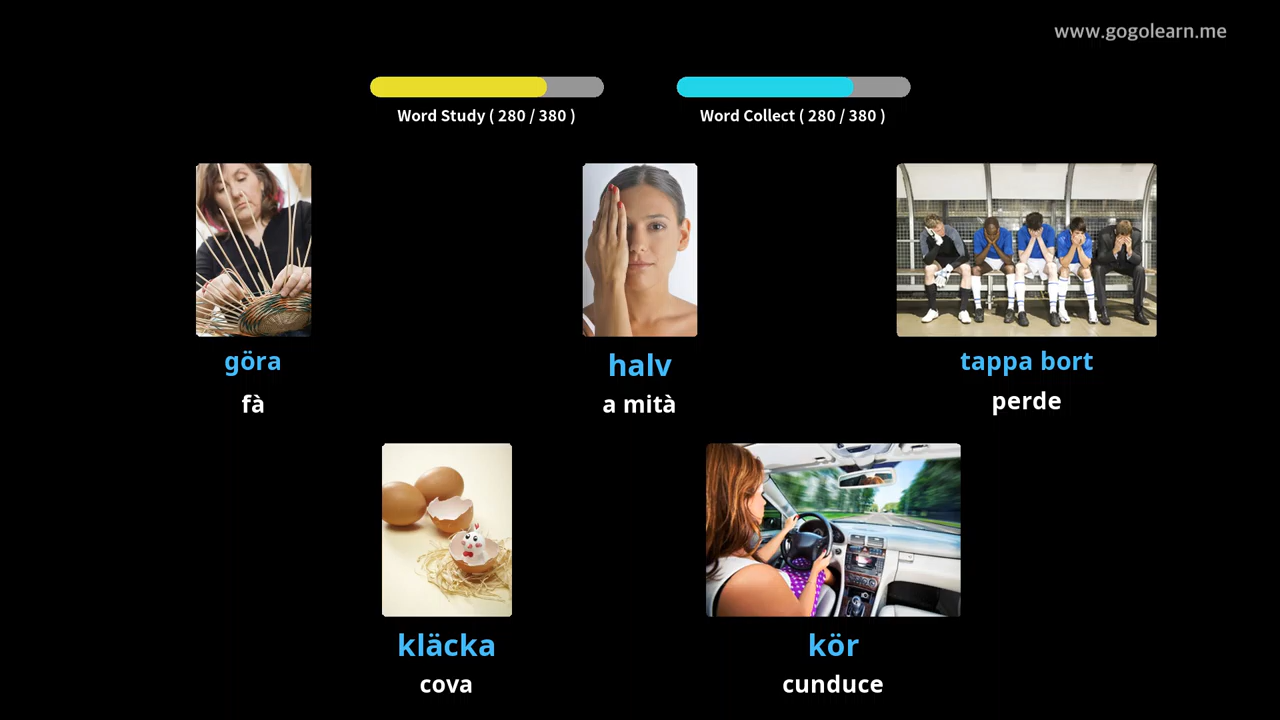 www.gogolearn.me
Word Study ( 280 / 380 )
Word Collect ( 280 / 380 )
göra
halv
tappa bort
fà
a mità
perde
kläcka
kör
cova
cunduce